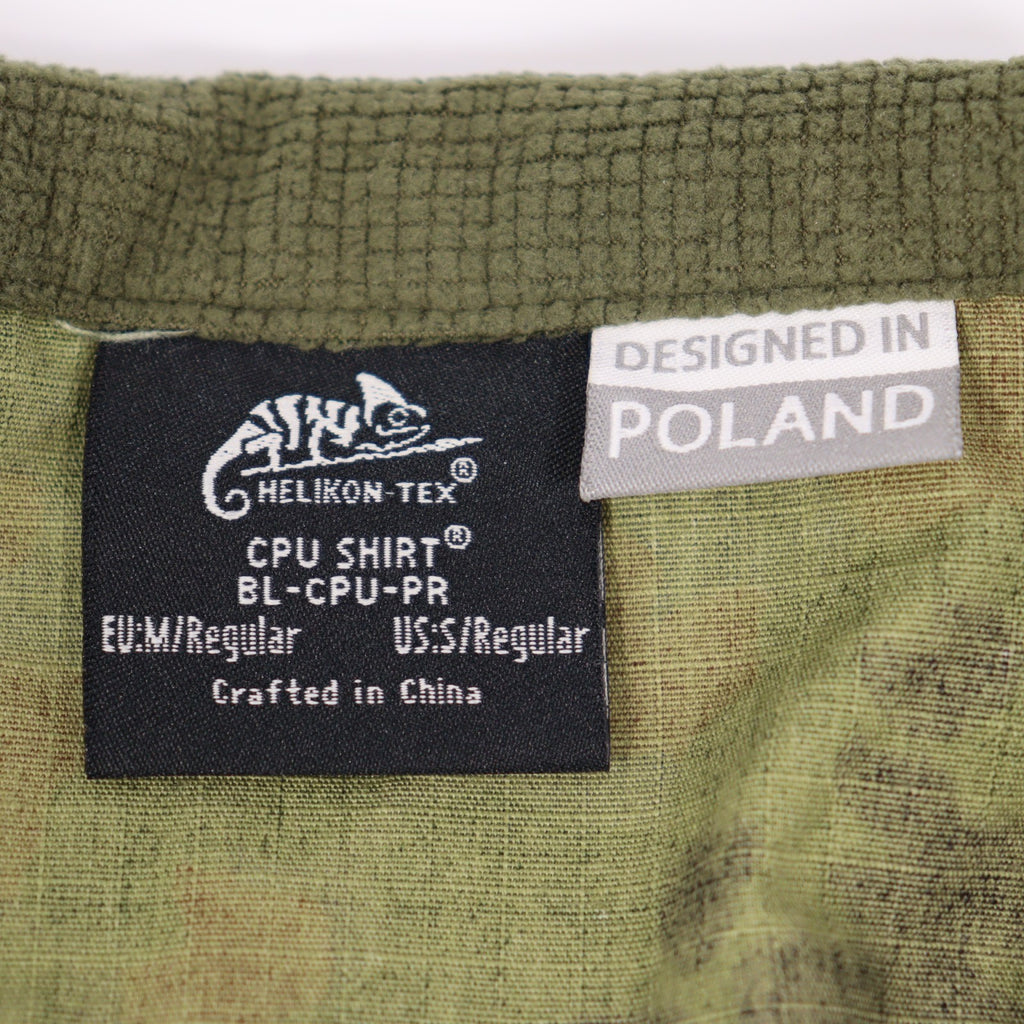 DESIGNED IN
POLAND
HELIKON-TEX®
CPU SHIRT®
BL-CPU-PR
EU:M/Regular US:S/Regular
Crafted in China